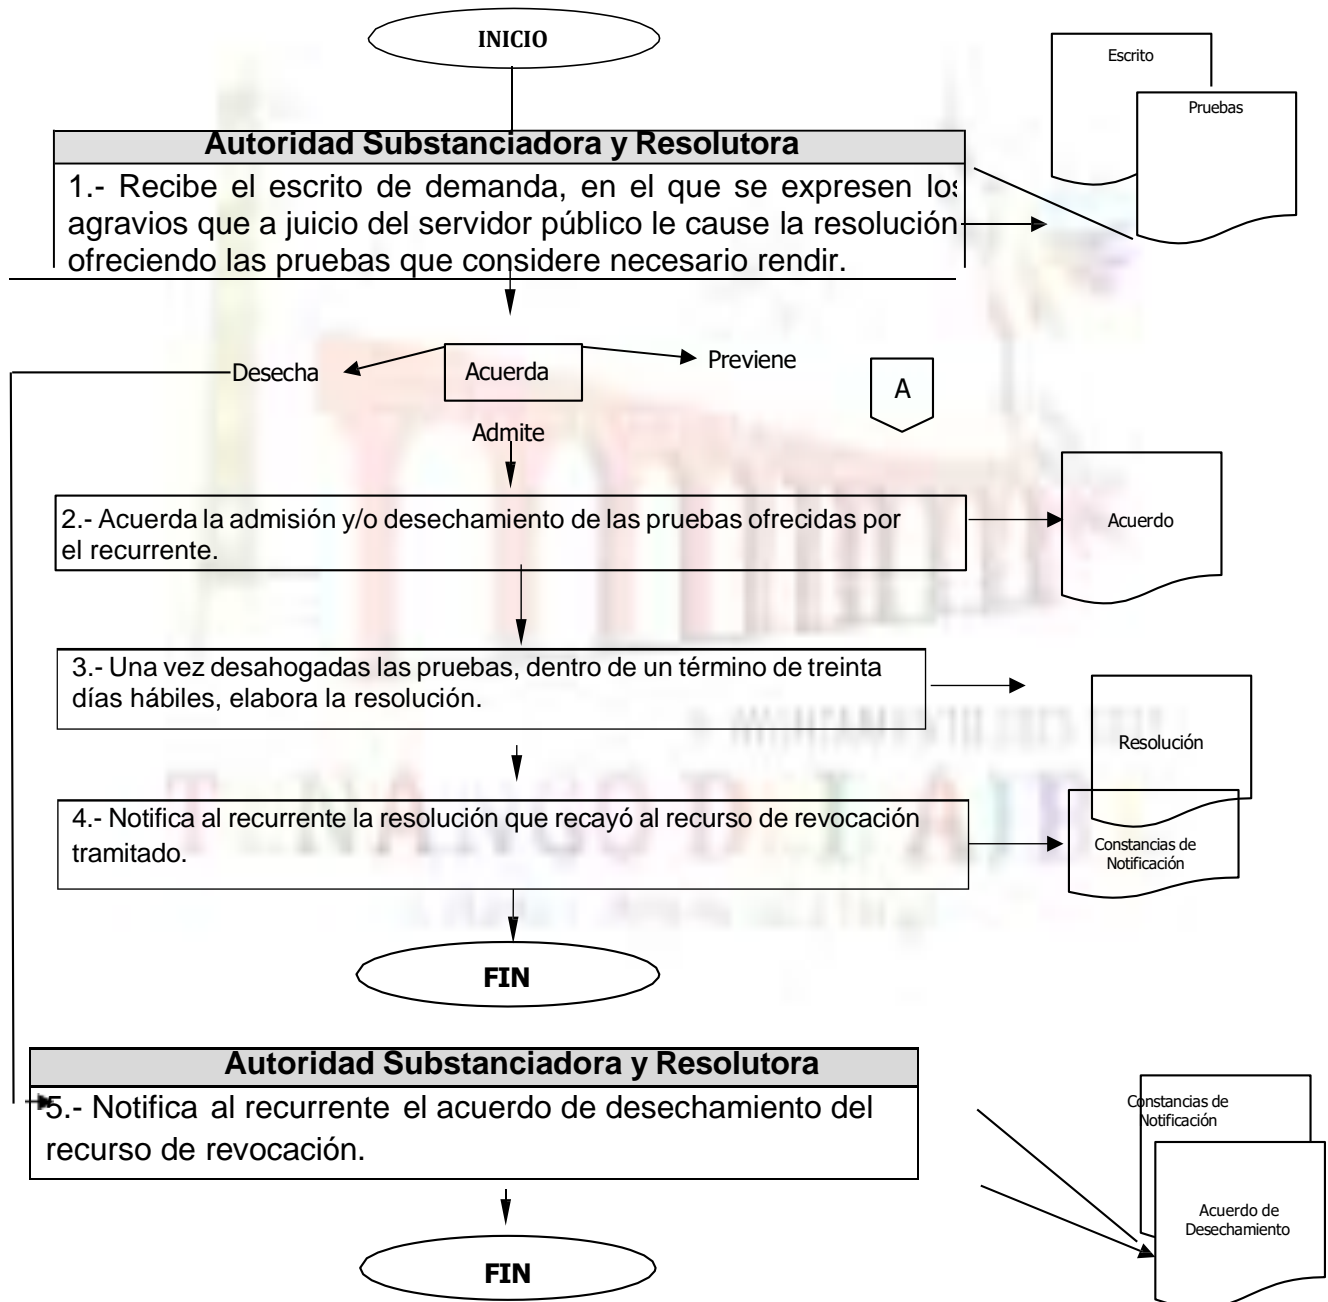 INICIO
Escrito
Pruebas
Autoridad Substanciadora y Resolutora
1.- Recibe el escrito de demanda, en el que se expresen los
agravios que a juicio del servidor público le cause la resolución
ofreciendo las pruebas que considere necesario rendir.
Desecha
Acuerda
Previene
A
Admite
2.- Acuerda la admisión y/o desechamiento de las pruebas ofrecidas por
el recurrente.
Acuerdo
3.- Una vez desahogadas las pruebas, dentro de un término de treinta
días hábiles, elabora la resolución.
Resolución
4.- Notifica al recurrente la resolución que recayó al recurso de revocación
tramitado.
Constancias de
Notificación
FIN
Autoridad Substanciadora y Resolutora
5.- Notifica al recurrente el acuerdo de desechamiento del
recurso de revocación.
Constancias de
Notificación
Acuerdo de
Desechamiento
FIN